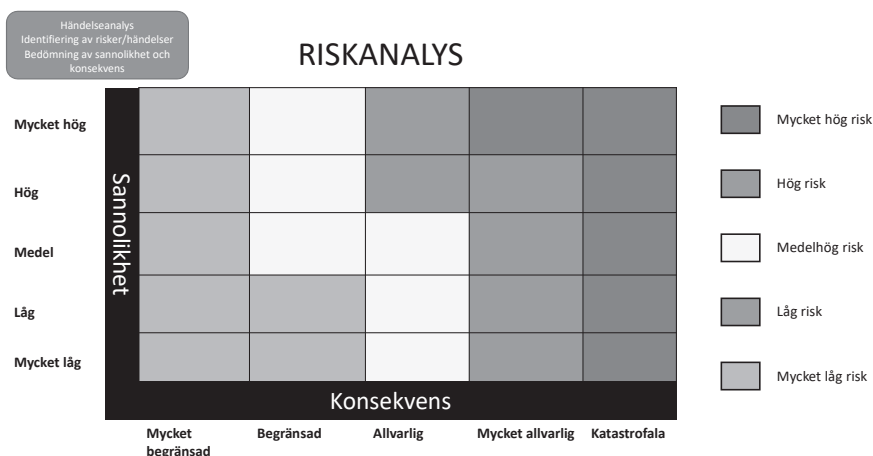 Händelseanalys
Identifiering av risker/händelser
Bedömning av sannolikhet och
konsekvens
RISKANALYS
Mycket hög
Hög
Medel
Låg
Mycket låg
Sannolikhet
Konsekvens
Mycket
begränsad
Begränsad
Allvarlig
Mycket allvarlig
Katastrofala
Mycket hög risk
Hög risk
Medelhög risk
Låg risk
Mycket låg risk